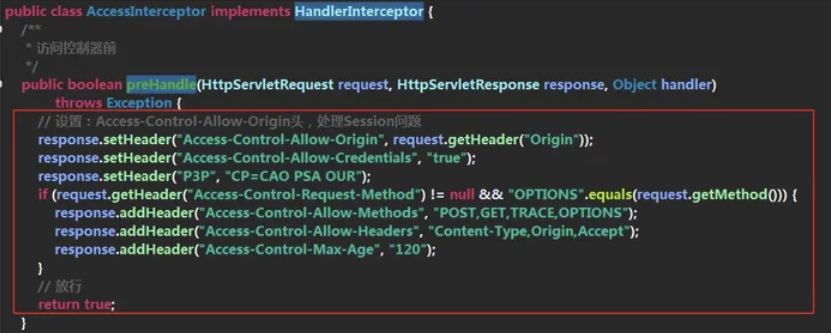 public class AccessInterceptor implements HandlerInterceptor {
/**
* 访问控制器前
*/
public boolean preHandle(HttpServletRequest request, HttpServletResponse response, Object handler)
throws Exception {
// 设置：Access-Control-Allow-Origin头，处理Session问题
response.setHeader("Access-Control-Allow-Origin", request.getHeader("Origin"));
response.setHeader("Access-Control-Allow-Credentials", "true");
response.setHeader("P3P", "CP=CAO PSA OUR");
if (request.getHeader("Access-Control-Request-Method") != null && "OPTIONS".equals(request.getMethod())) {
response.addHeader("Access-Control-Allow-Methods", "POST,GET,TRACE,OPTIONS");
response.addHeader("Access-Control-Allow-Headers", "Content-Type,Origin,Accept");
response.addHeader("Access-Control-Max-Age", "120");
}
// 放行
return true;
}